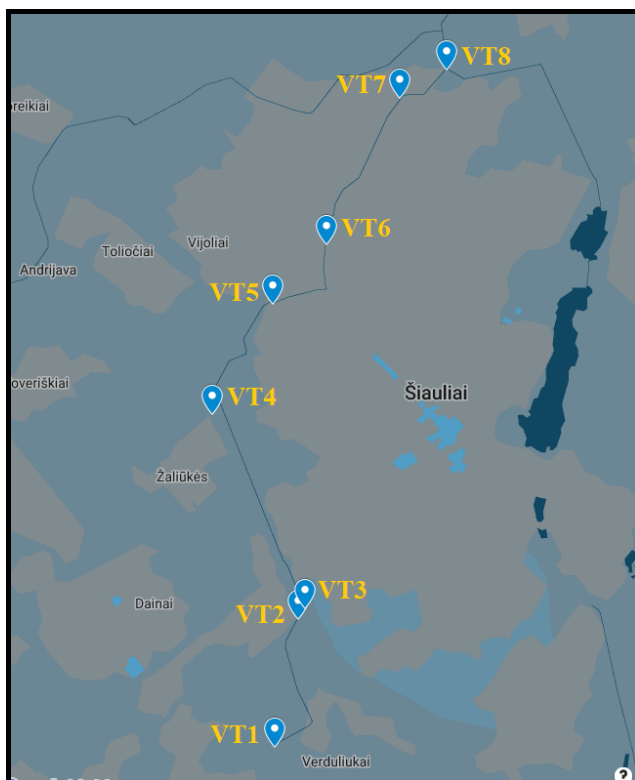 VT8
VT7
VT6
Vijoliai
Toliočiai
Andrijava
VT5
VT4
Šiauliai
Žaliūkės
VT3
Dainai
VT2
VT1
Verduliukai
?